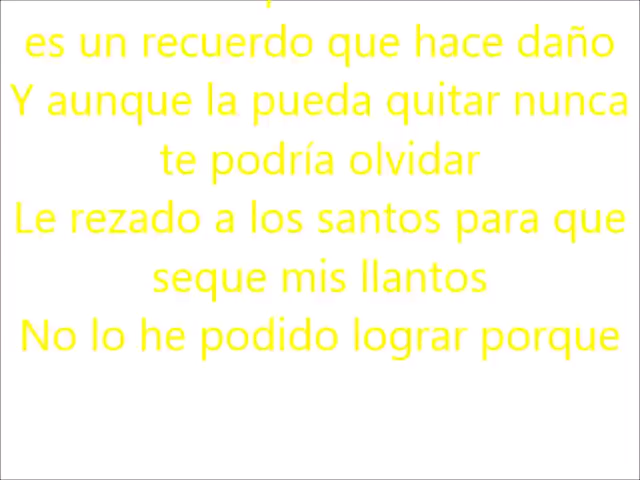 es un recuerdo que hace daño
Y aunque la pueda quitar nunca
te podría olvidar
Le rezado a los santos para que
seque mis llantos
No lo he podido lograr porque